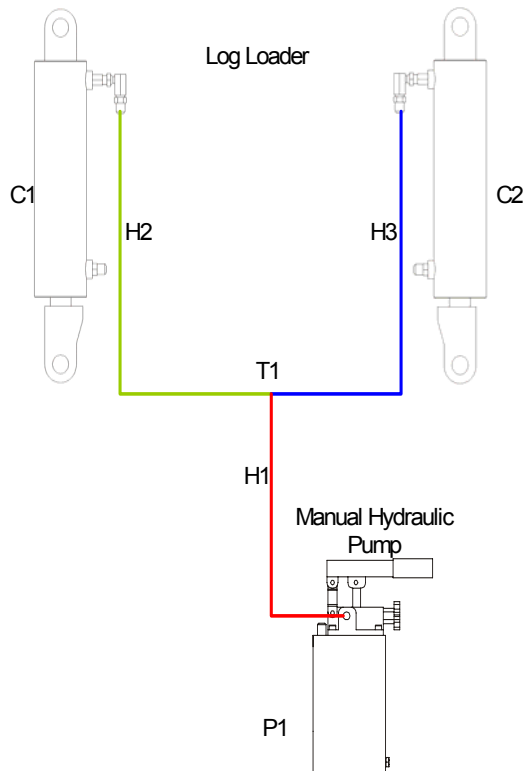 Log Loader
C1
C2
H2
H3
T1
H1
Manual Hydraulic
Pump
P1